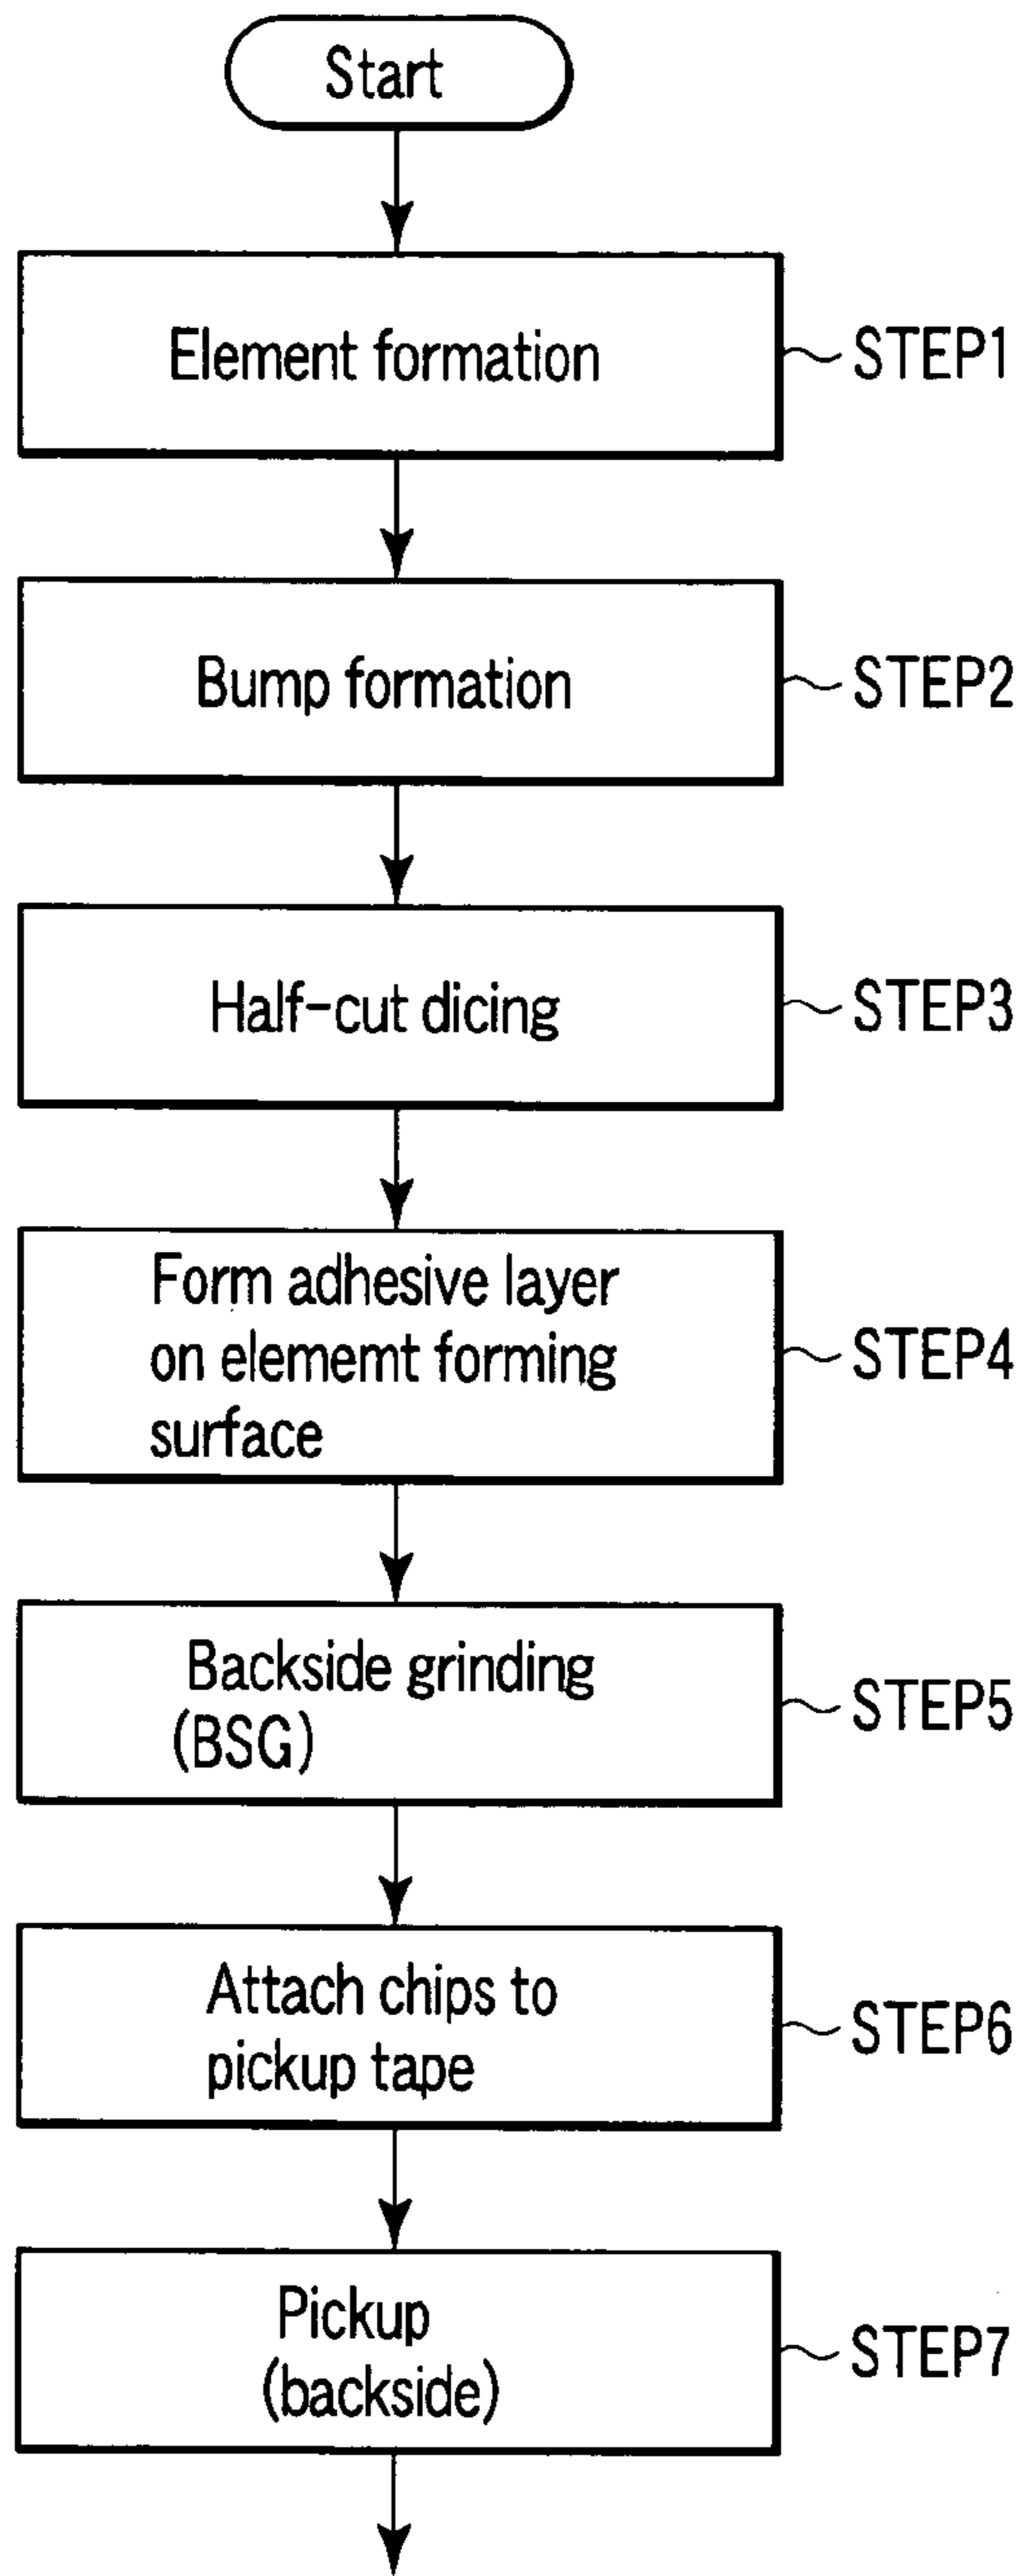 Start
Element formation
STEP1
Bump formation
STEP2
Half-cut dicing
STEP3
Form adhesive layer
on elememt forming
surface
STEP4
Backside grinding
(BSG)
STEP5
Attach chips to
pickup tape
STEP6
Pickup
(backside)
STEP7